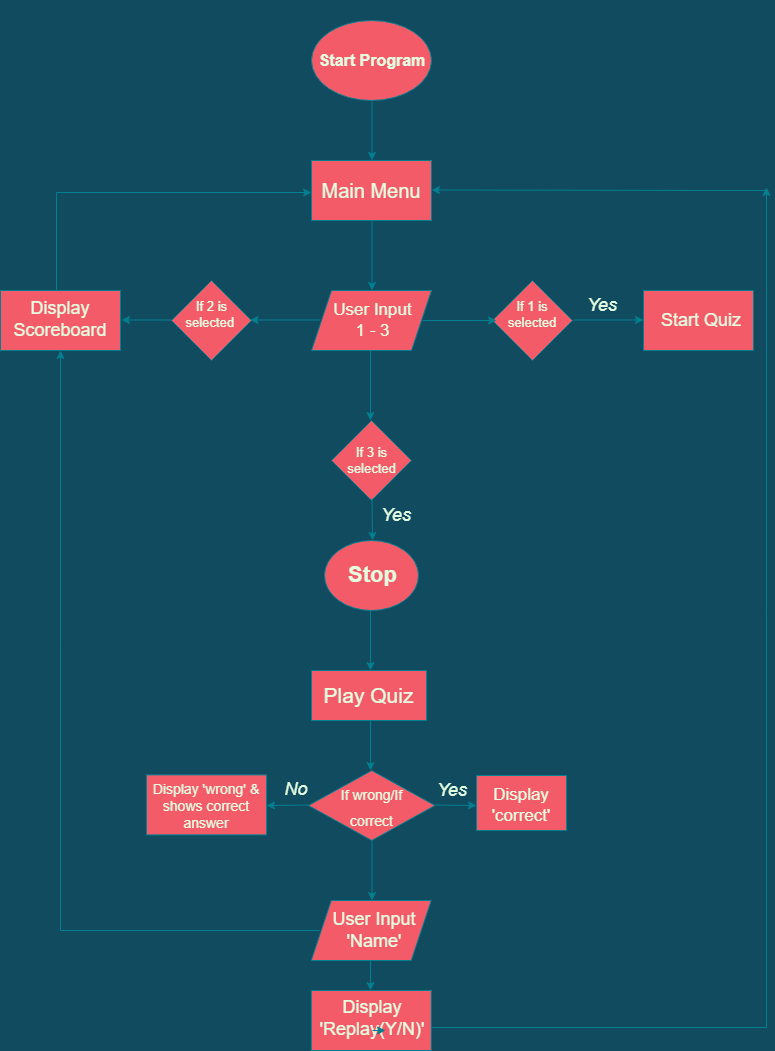 Start Program
Main Menu
Display
Scoreboard
If 2 is
selected
User Input
1 - 3
If 1 is
selected
Yes
Start Quiz
If 3 is
selected
Yes
Stop
Play Quiz
Display 'wrong' &
shows correct
answer
No
If wrong/If
correct
Yes
Display
'correct'
User Input
'Name'
Display
'Replay(Y/N)'